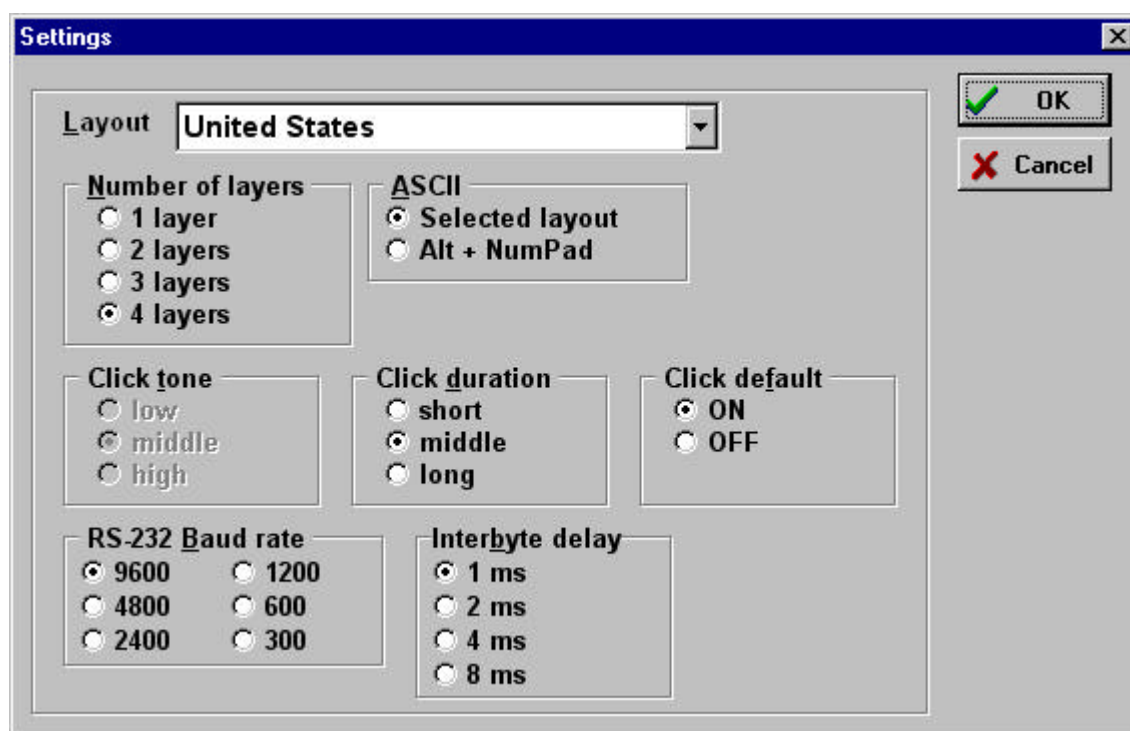 Settings
Layout United States
OK
Cancel
Number of layers
1 layer
2 layers
3 layers
4 layers
ASCII
Selected layout
Alt + NumPad
Click tone
low
middle
high
Click duration
short
middle
long
Click default
ON
OFF
RS-232 Baud rate
9600 1200
4800 600
2400 300
Interbyte delay
1 ms
2 ms
4 ms
8 ms